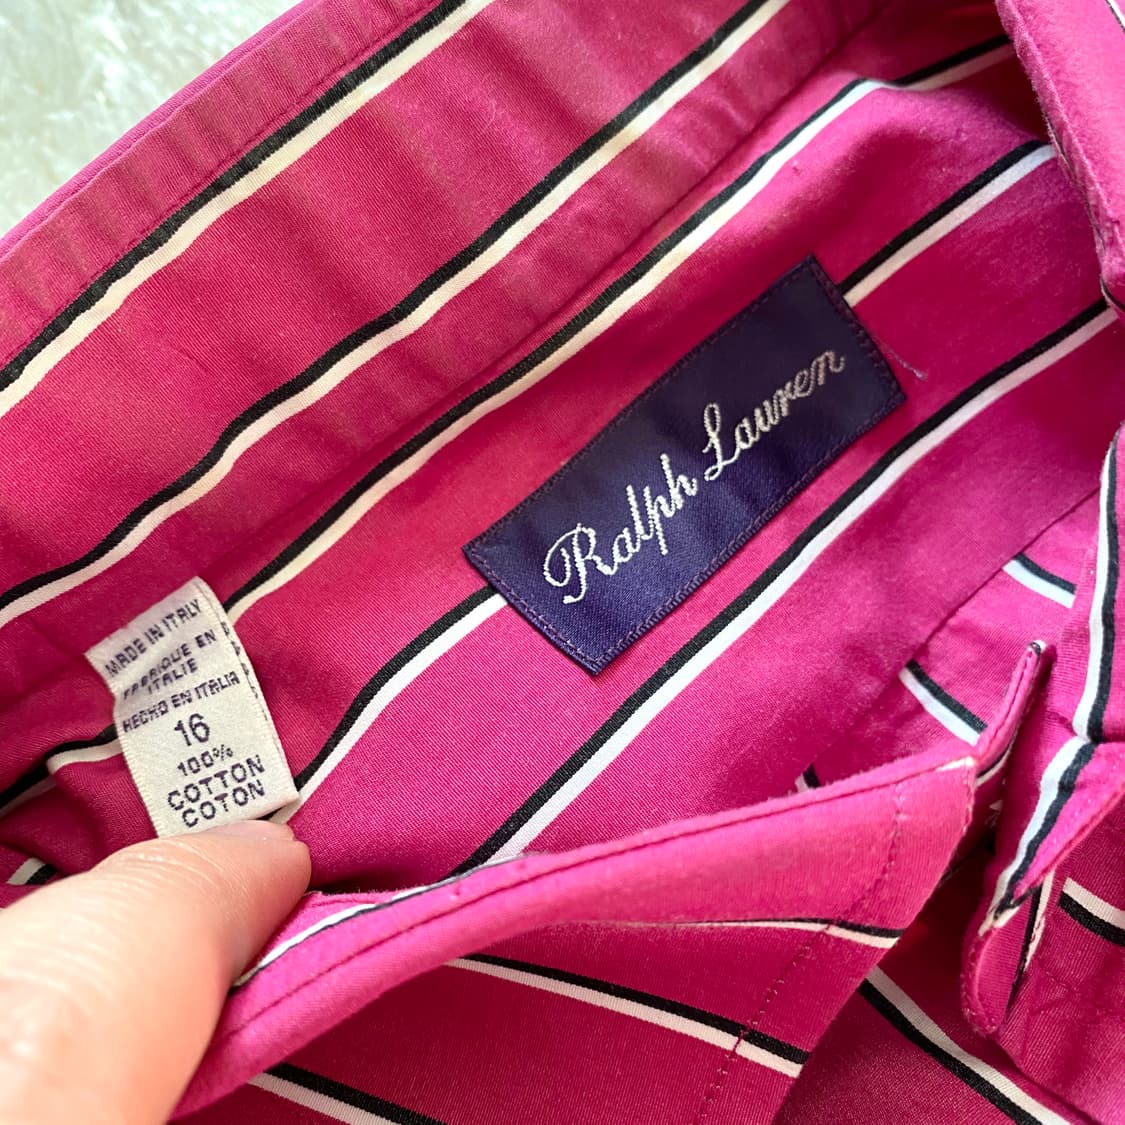 Ralph Lauren
MADE IN ITALY
FABRIQUE EN
ITALIE
HECHO EN ITALIA
16
100%
COTTON
COTON